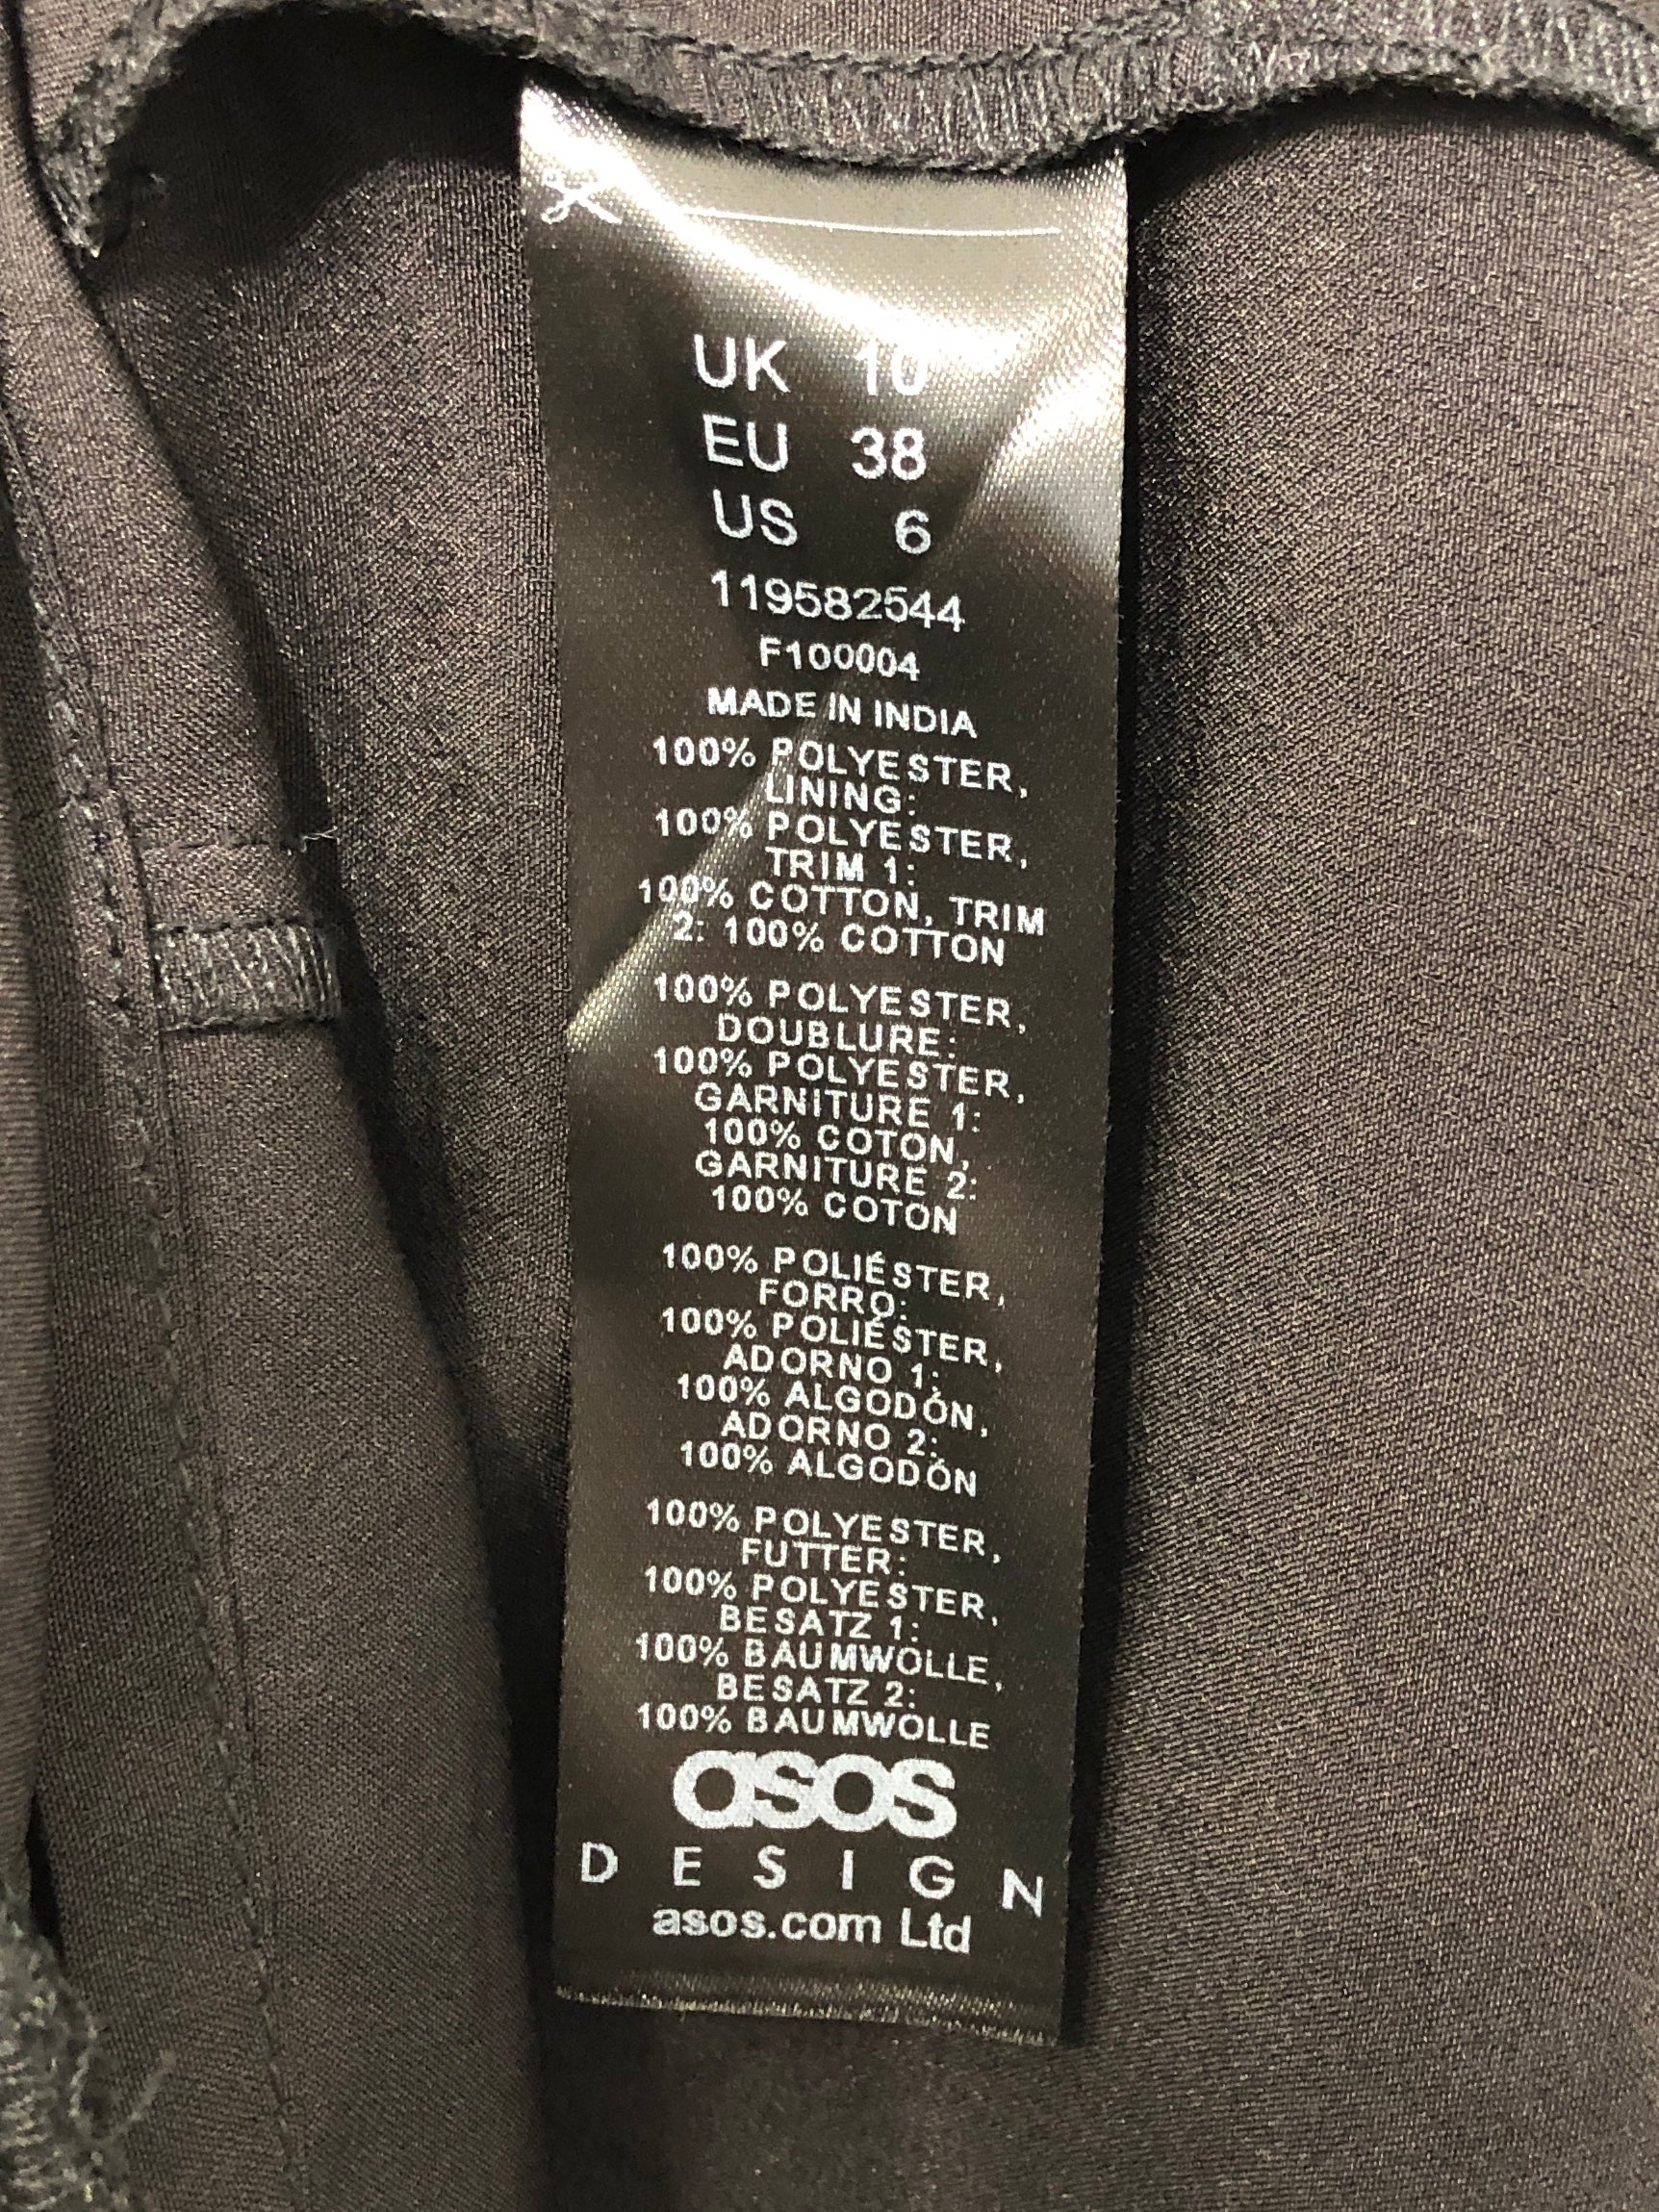 UK 10
EU 38
US 6
119582544
F100004
MADE IN INDIA
100% POLYESTER,
LINING:
100% POLYESTER,
TRIM 1:
100% COTTON, TRIM
2: 100% COTTON
100% POLYESTER,
DOUBLURE:
100% POLYESTER,
GARNITURE 1:
100% COTON,
GARNITURE 2:
100% COTON
100% POLIÉSTER,
FORRO:
100% POLIÉSTER,
ADORNO 1:
100% ALGODÓN,
ADORNO 2:
100% ALGODÓN
100% POLYESTER,
FUTTER:
100% POLYESTER,
BESATZ 1:
100% BAUMWOLLE,
BESATZ 2:
100% BAUMWOLLE
asos
DESIGN
asos.com Ltd